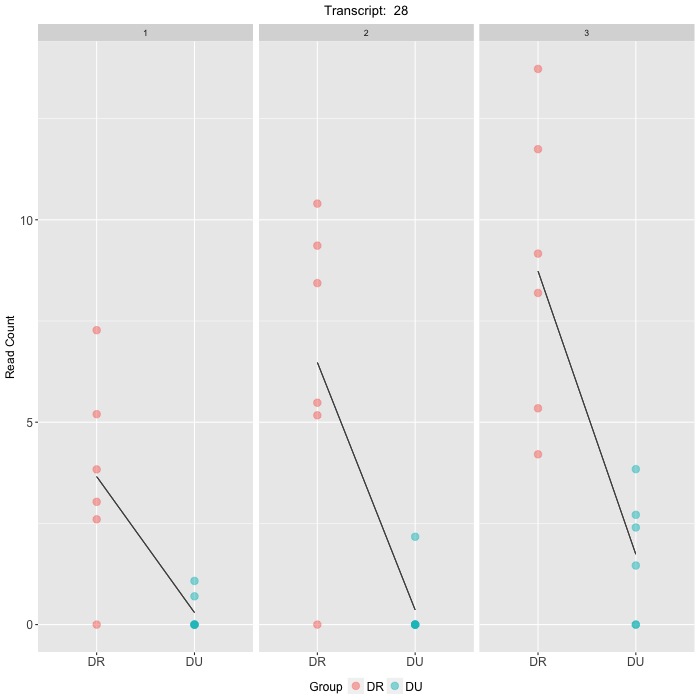 Transcript:  28
1 2 3
Read Count
10
5
0
DR DU DR DU DR DU
Group DR DU